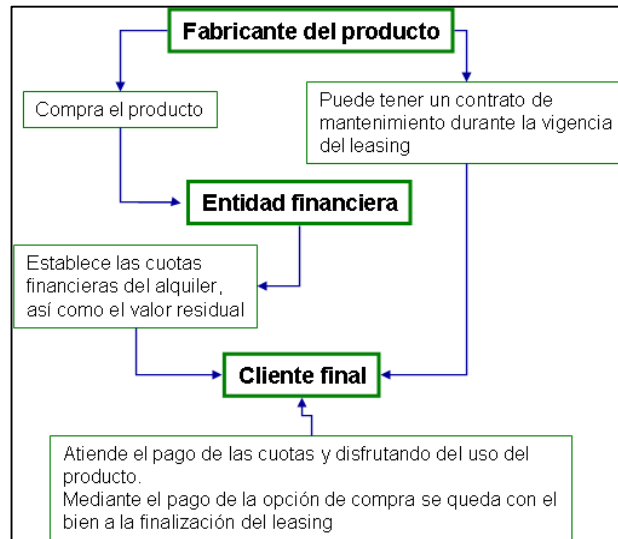 Fabricante del producto
Compra el producto
Puede tener un contrato de
mantenimiento durante la vigencia
del leasing
Entidad financiera
Establece las cuotas
financieras del alquiler,
así como el valor residual
Cliente final
Atiende el pago de las cuotas y disfrutando del uso del
producto.
Mediante el pago de la opción de compra se queda con el
bien a la finalización del leasing